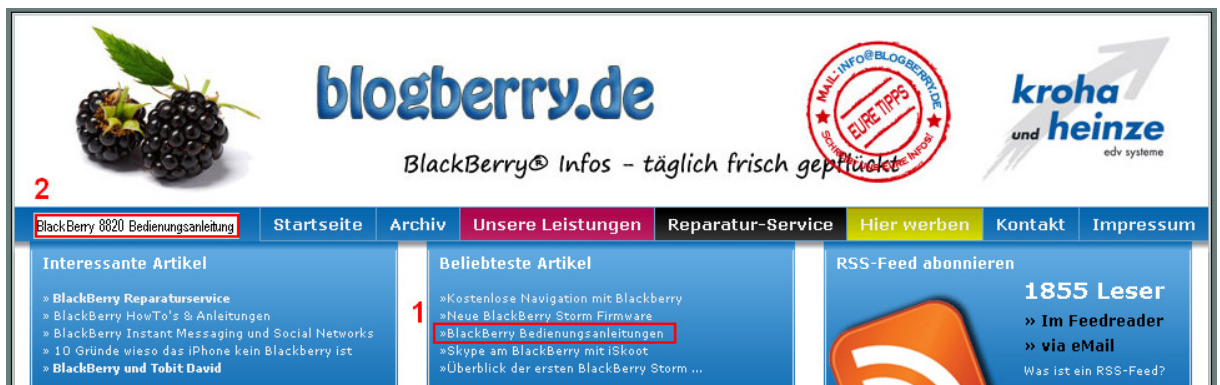 blogberry.de
BlackBerry® Infos - täglich frisch gepflückt
MAIL: INFO@BLOGBERRY.DE
EURE TIPPS
SCHREIBT UNS EURE INFOS!
kroha
und heinze
edv systeme
2
BlackBerry 8820 Bedienungsanleitung
Startseite
Archiv
Unsere Leistungen
Reparatur-Service
Hier werben
Kontakt
Impressum
Interessante Artikel
» BlackBerry Reparaturservice
» BlackBerry HowTo's & Anleitungen
» BlackBerry Instant Messaging und Social Networks
» 10 Gründe wieso das iPhone kein Blackberry ist
» BlackBerry und Tobit David
Beliebteste Artikel
»Kostenlose Navigation mit Blackberry
»Neue BlackBerry Storm Firmware
1
»BlackBerry Bedienungsanleitungen
»Skype am BlackBerry mit iSkoot
»Überblick der ersten BlackBerry Storm ...
RSS-Feed abonnieren
1855 Leser
» Im Feedreader
» via eMail
Was ist ein RSS-Feed?